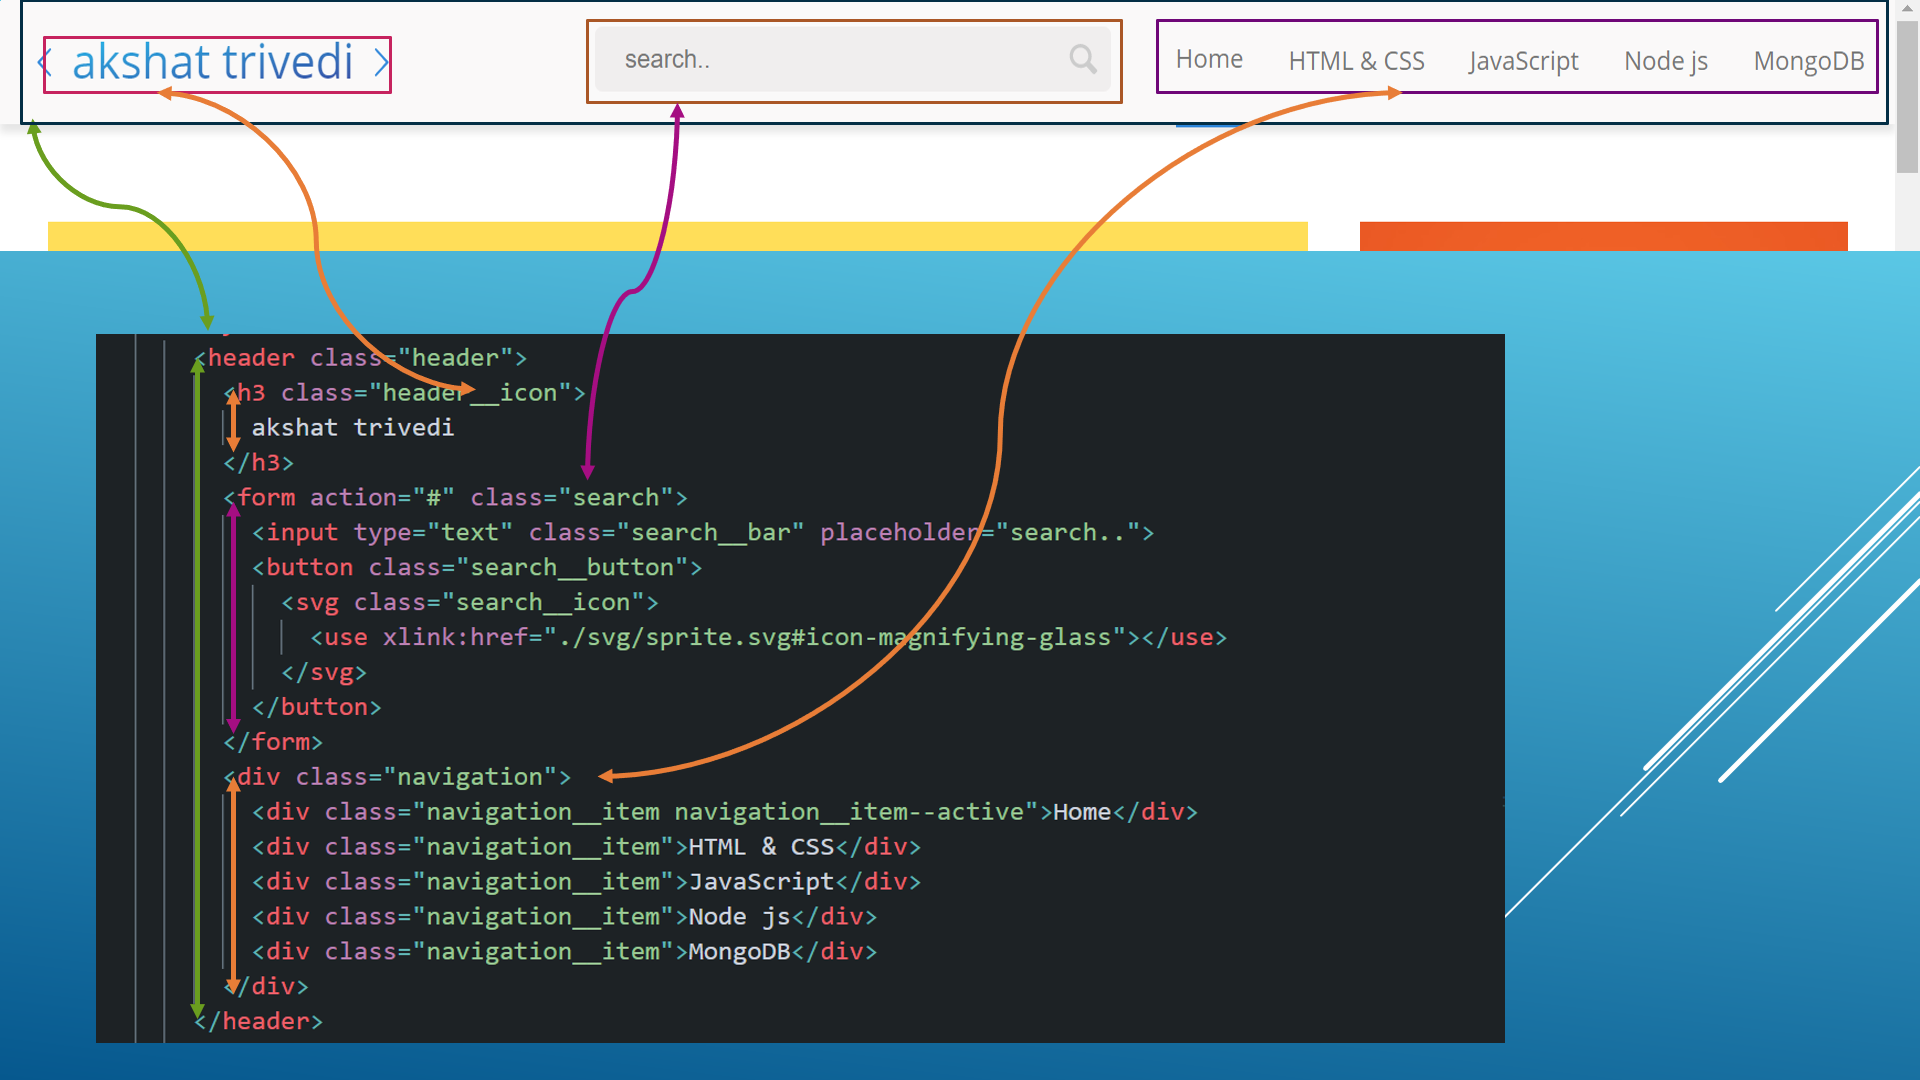 < akshat trivedi >
search..
Home HTML & CSS JavaScript Node js MongoDB
<header class="header">
<h3 class="header__icon">
akshat trivedi
</h3>
<form action="#" class="search">
<input type="text" class="search__bar" placeholder="search..">
<button class="search__button">
<svg class="search__icon">
<use xlink:href="./svg/sprite.svg#icon-magnifying-glass"></use>
</svg>
</button>
</form>
<div class="navigation">
<div class="navigation__item navigation__item--active">Home</div>
<div class="navigation__item">HTML & CSS</div>
<div class="navigation__item">JavaScript</div>
<div class="navigation__item">Node js</div>
<div class="navigation__item">MongoDB</div>
</div>
</header>